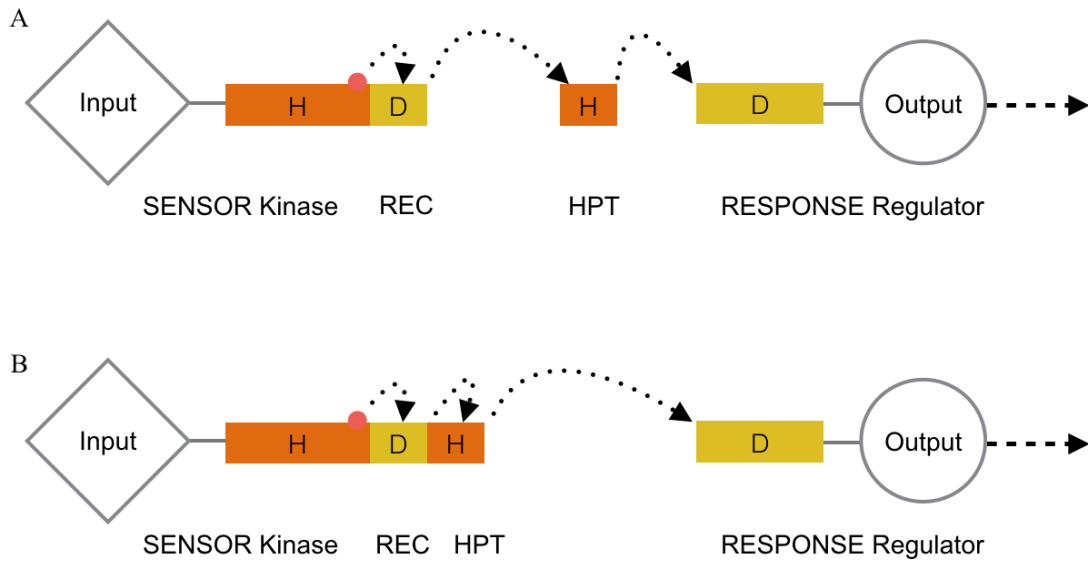 A
Input H D H D Output
SENSOR Kinase REC HPT RESPONSE Regulator
B
Input H D H D Output
SENSOR Kinase REC HPT RESPONSE Regulator